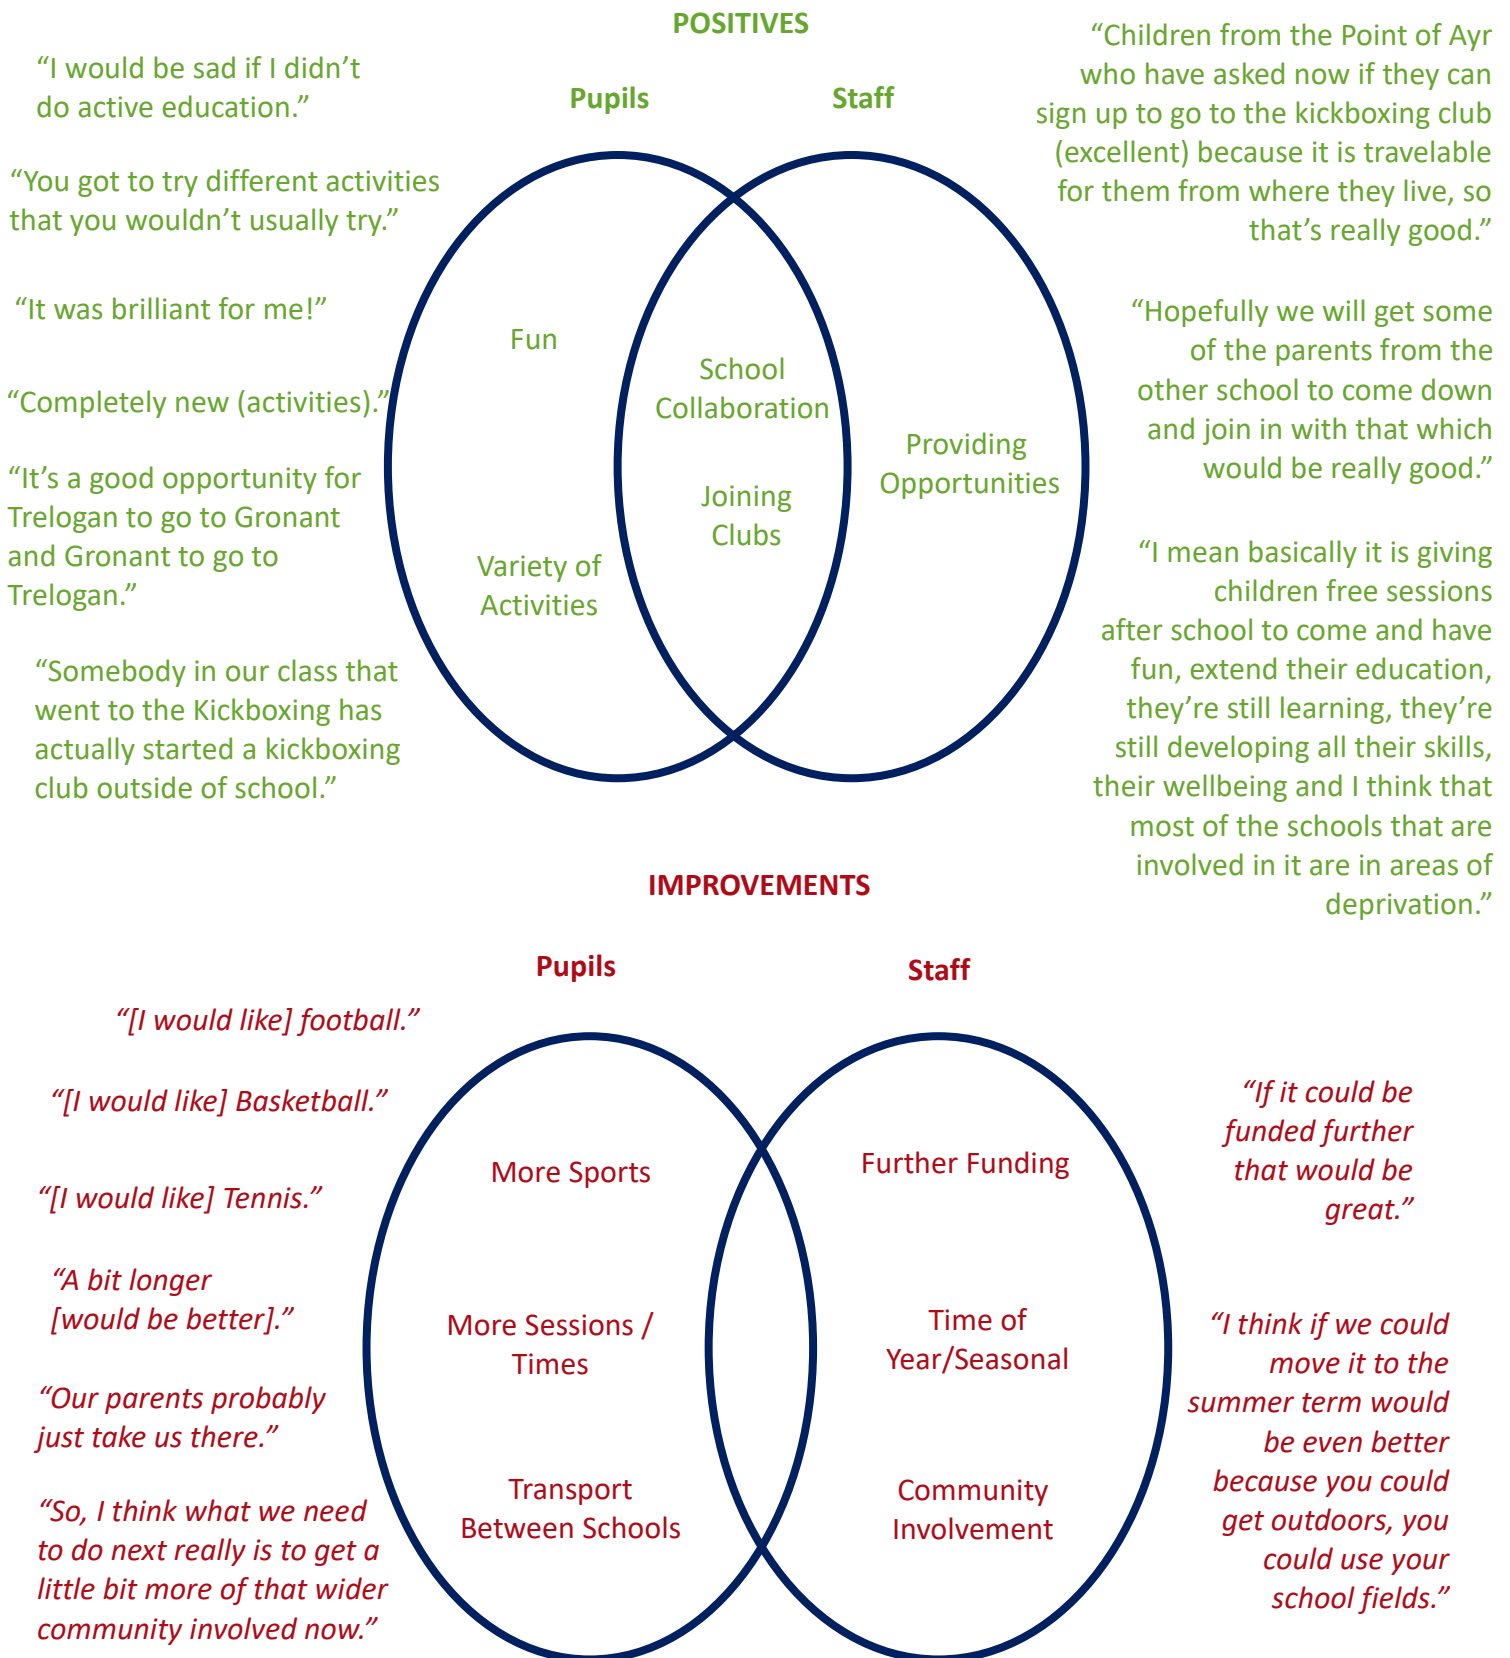 POSITIVES
Pupils
Staff
“I would be sad if I didn’t
do active education.”
“You got to try different activities
that you wouldn’t usually try.”
“It was brilliant for me!”
“Completely new (activities).”
“It’s a good opportunity for
Trelogan to go to Gronant
and Gronant to go to
Trelogan.”
“Somebody in our class that
went to the Kickboxing has
actually started a kickboxing
club outside of school.”
Fun
Variety of
Activities
School
Collaboration
Joining
Clubs
Providing
Opportunities
“Children from the Point of Ayr
who have asked now if they can
sign up to go to the kickboxing club
(excellent) because it is travelable
for them from where they live, so
that’s really good.”
“Hopefully we will get some
of the parents from the
other school to come down
and join in with that which
would be really good.”
“I mean basically it is giving
children free sessions
after school to come and have
fun, extend their education,
they’re still learning, they’re
still developing all their skills,
their wellbeing and I think that
most of the schools that are
involved in it are in areas of
deprivation.”
IMPROVEMENTS
Pupils
Staff
“[I would like] football.”
“[I would like] Basketball.”
“[I would like] Tennis.”
“A bit longer
[would be better].”
“Our parents probably
just take us there.”
“So, I think what we need
to do next really is to get a
little bit more of that wider
community involved now.”
More Sports
More Sessions /
Times
Transport
Between Schools
Further Funding
Time of
Year/Seasonal
Community
Involvement
“If it could be
funded further
that would be
great.”
“I think if we could
move it to the
summer term would
be even better
because you could
get outdoors, you
could use your
school fields.”